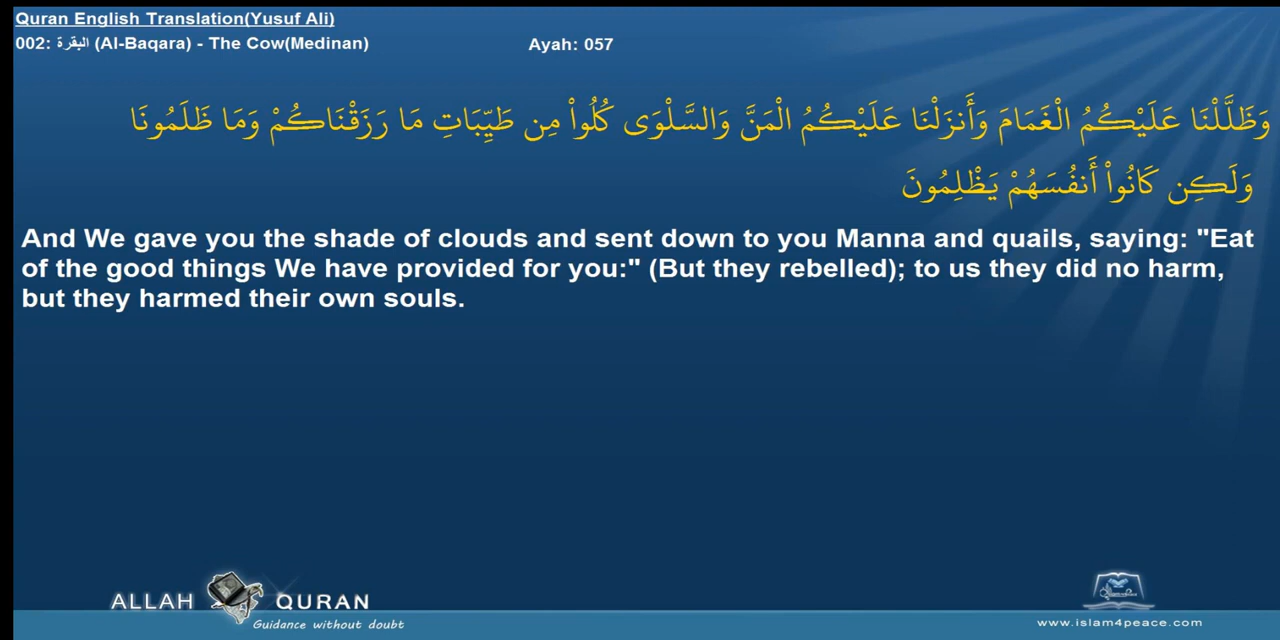 Quran English Translation(Yusuf Ali)
002: البقرة (Al-Baqara) - The Cow(Medinan)
Ayah: 057
وَظَلَّلْنَا عَلَيْكُمُ الْغَمَامَ وَأَنزَلْنَا عَلَيْكُمُ الْمَنَّ وَالسَّلْوَى كُلُواْ مِن طَيِّبَاتِ مَا رَزَقْنَاكُمْ وَمَا ظَلَمُونَا
وَلَكِن كَانُواْ أَنفُسَهُمْ يَظْلِمُونَ
And We gave you the shade of clouds and sent down to you Manna and quails, saying: "Eat
of the good things We have provided for you:" (But they rebelled); to us they did no harm,
but they harmed their own souls.
ALLAH QURAN
Guidance without doubt
www.islam4peace.com